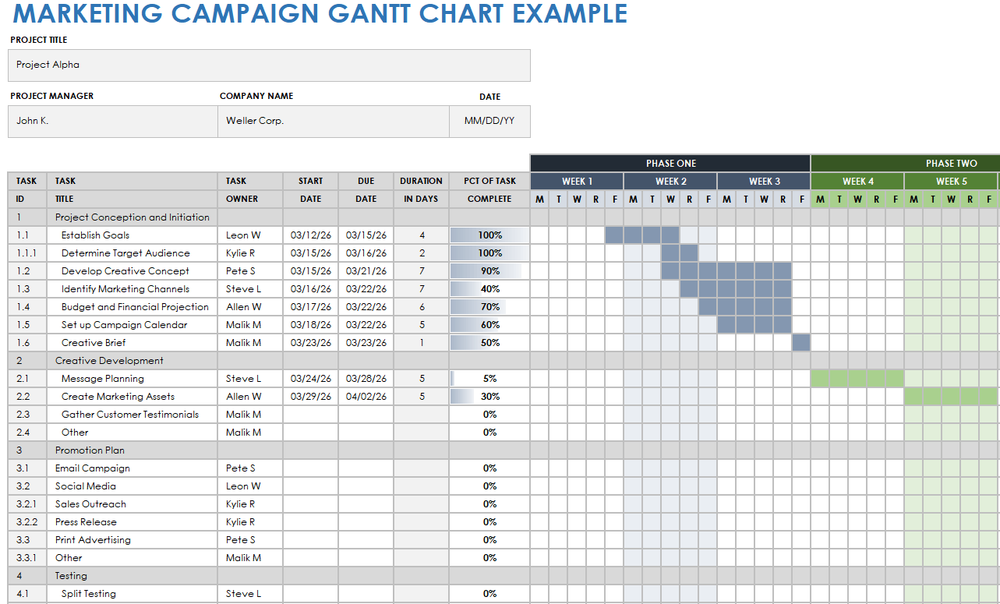 MARKETING CAMPAIGN GANTT CHART EXAMPLE
PROJECT TITLE
Project Alpha
PROJECT MANAGER COMPANY NAME DATE
John K. Weller Corp. MM/DD/YY
PHASE ONE PHASE TWO
TASK TASK TASK START DUE DURATION PCT OF TASK WEEK 1 WEEK 2 WEEK 3 WEEK 4 WEEK 5
ID TITLE OWNER DATE DATE IN DAYS COMPLETE M T W R F M T W R F M T W R F M T W R F M T W R F
1 Project Conception and Initiation
1.1 Establish Goals Leon W 03/12/26 03/15/26 4 100%
1.1.1 Determine Target Audience Kylie R 03/15/26 03/16/26 2 100%
1.2 Develop Creative Concept Pete S 03/15/26 03/21/26 7 90%
1.3 Identify Marketing Channels Steve L 03/16/26 03/22/26 7 40%
1.4 Budget and Financial Projection Allen W 03/17/26 03/22/26 6 70%
1.5 Set up Campaign Calendar Malik M 03/18/26 03/22/26 5 60%
1.6 Creative Brief Malik M 03/23/26 03/23/26 1 50%
2 Creative Development
2.1 Message Planning Steve L 03/24/26 03/28/26 5 5%
2.2 Create Marketing Assets Allen W 03/29/26 04/02/26 5 30%
2.3 Gather Customer Testimonials Malik M 0%
2.4 Other Malik M 0%
3 Promotion Plan
3.1 Email Campaign Pete S 0%
3.2 Social Media Leon W 0%
3.2.1 Sales Outreach Kylie R 0%
3.2.2 Press Release Kylie R 0%
3.3 Print Advertising Pete S 0%
3.3.1 Other Malik M 0%
4 Testing
4.1 Split Testing Steve L 0%